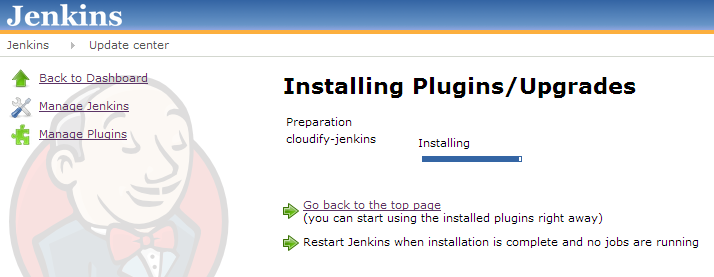 Jenkins
Jenkins Update center
Back to Dashboard
Manage Jenkins
Manage Plugins
Installing Plugins/Upgrades
Preparation
cloudify-jenkins
Installing
Go back to the top page
(you can start using the installed plugins right away)
Restart Jenkins when installation is complete and no jobs are running